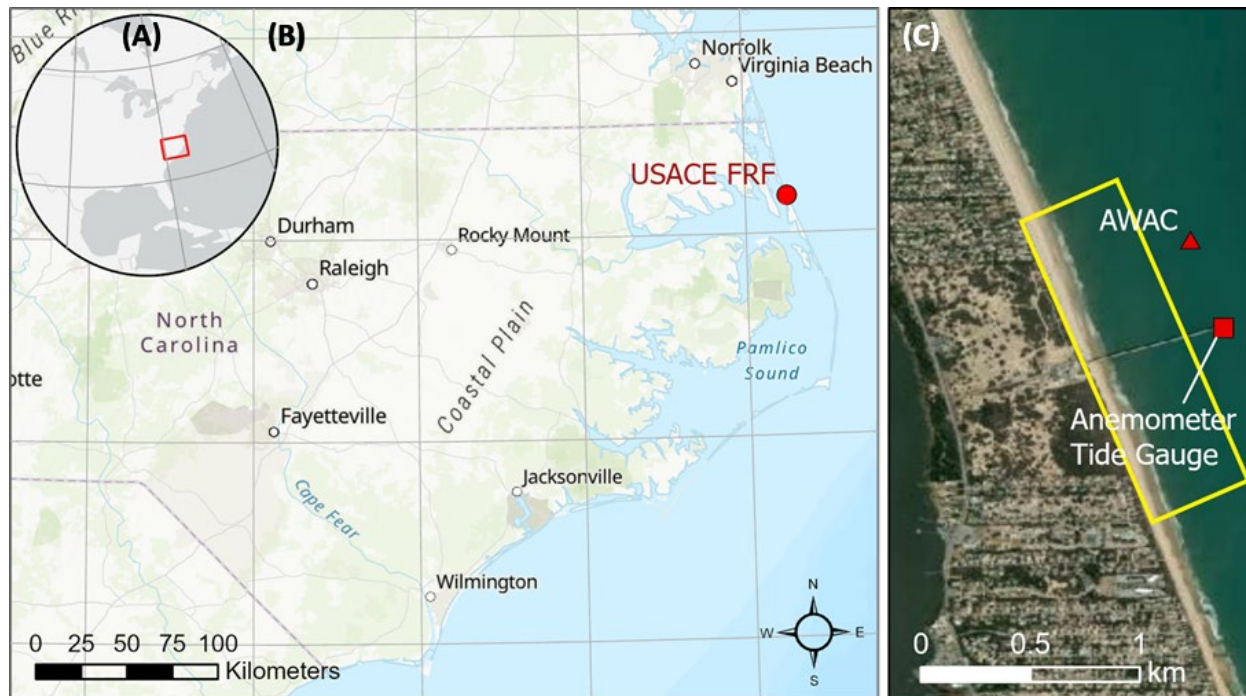 (A)
(B)
Blue Ri
Norfolk
Virginia Beach
USACE FRF
Durham
Rocky Mount
Raleigh
North
Carolina
Coastal Plain
Pamlico
Sound
otte
Fayetteville
Jacksonville
Cape Fear
Wilmington
N
W
E
S
0 25 50 75 100
Kilometers
(C)
AWAC
Anemometer
Tide Gauge
0 0.5 1
km